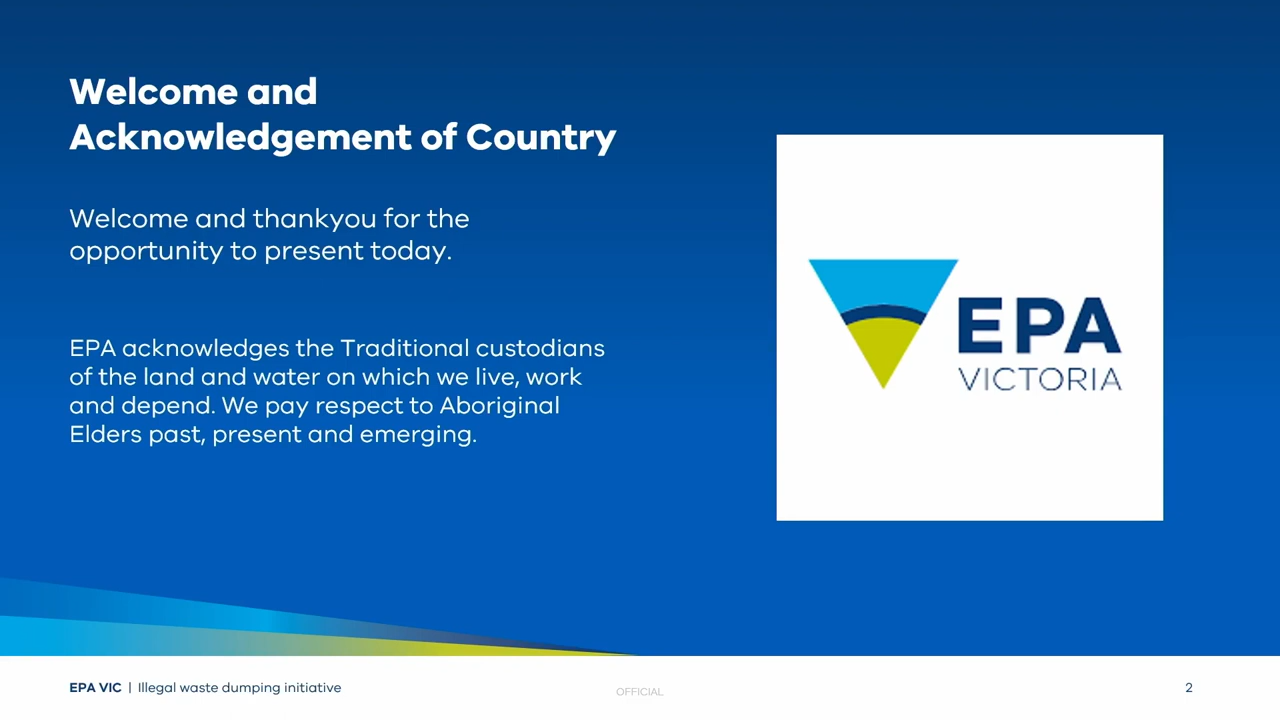 Welcome and
Acknowledgement of Country
Welcome and thankyou for the
opportunity to present today.
EPA acknowledges the Traditional custodians
of the land and water on which we live, work
and depend. We pay respect to Aboriginal
Elders past, present and emerging.
EPA
VICTORIA
EPA VIC | Illegal waste dumping initiative
OFFICIAL
2